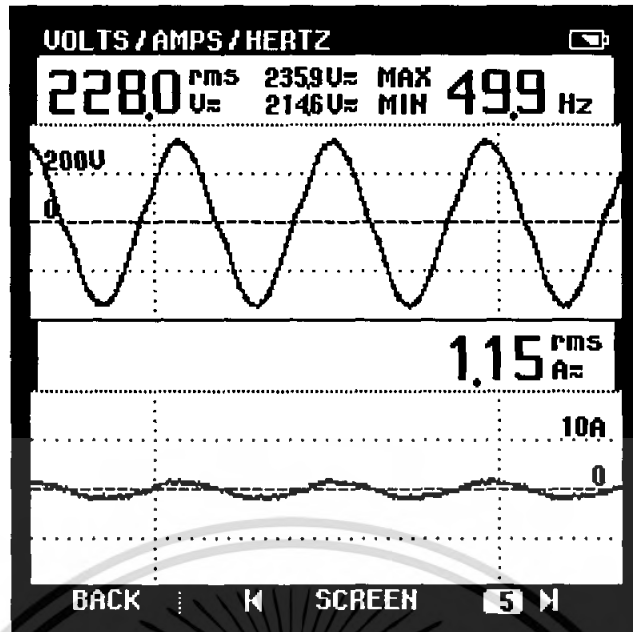 VOLTS/AMPS/HERTZ
228.0 rms V≂ 235.9 V≂ MAX 49.9 Hz
214.6 V≂ MIN
200V
0
1.15 rms A≂
10A
0
BACK SCREEN 5